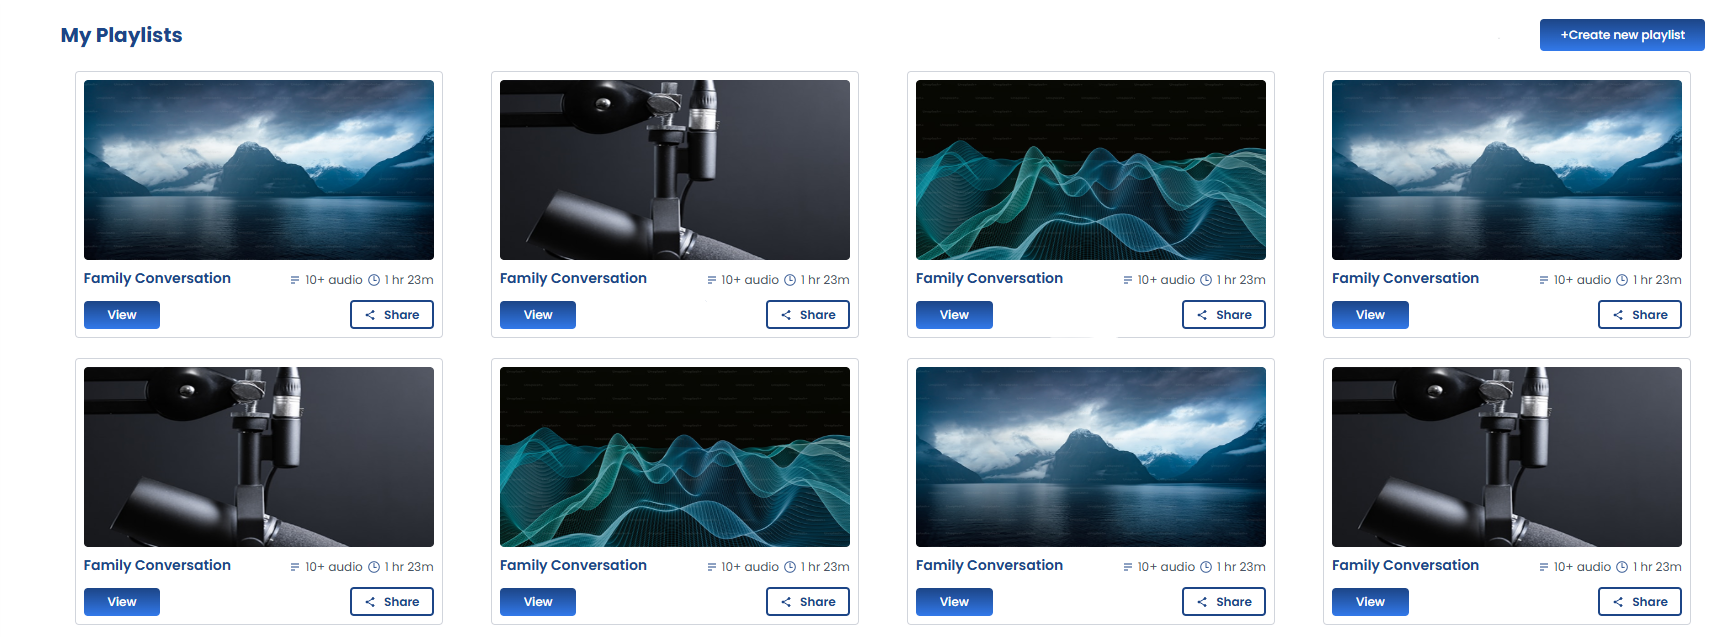 My Playlists
+Create new playlist
Family Conversation 10+ audio 1 hr 23m
View Share
Family Conversation 10+ audio 1 hr 23m
View Share
Family Conversation 10+ audio 1 hr 23m
View Share
Family Conversation 10+ audio 1 hr 23m
View Share
Family Conversation 10+ audio 1 hr 23m
View Share
Family Conversation 10+ audio 1 hr 23m
View Share
Family Conversation 10+ audio 1 hr 23m
View Share
Family Conversation 10+ audio 1 hr 23m
View Share